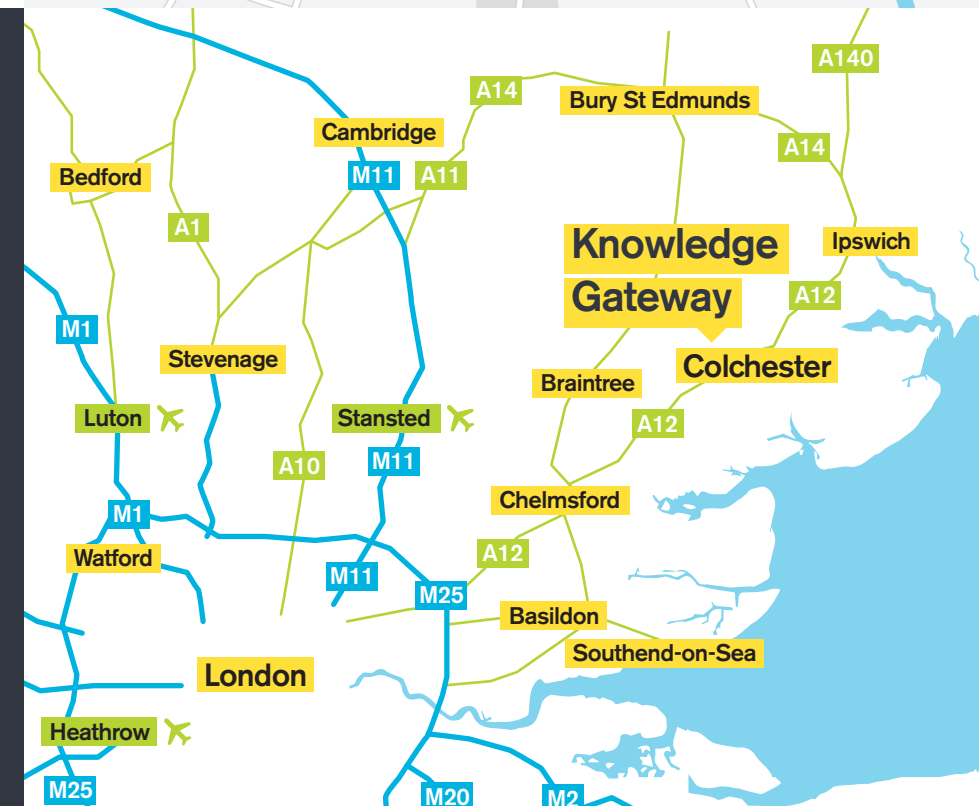 A140
A14
Bury St Edmunds
Cambridge
A14
M11
A11
Bedford
A1
Knowledge
Gateway
Ipswich
A12
M1
Stevenage
Colchester
Braintree
Luton
Stansted
A12
A10
M11
Chelmsford
M1
Watford
A12
M11
M25
Basildon
Southend-on-Sea
London
Heathrow
M25
M20
M2